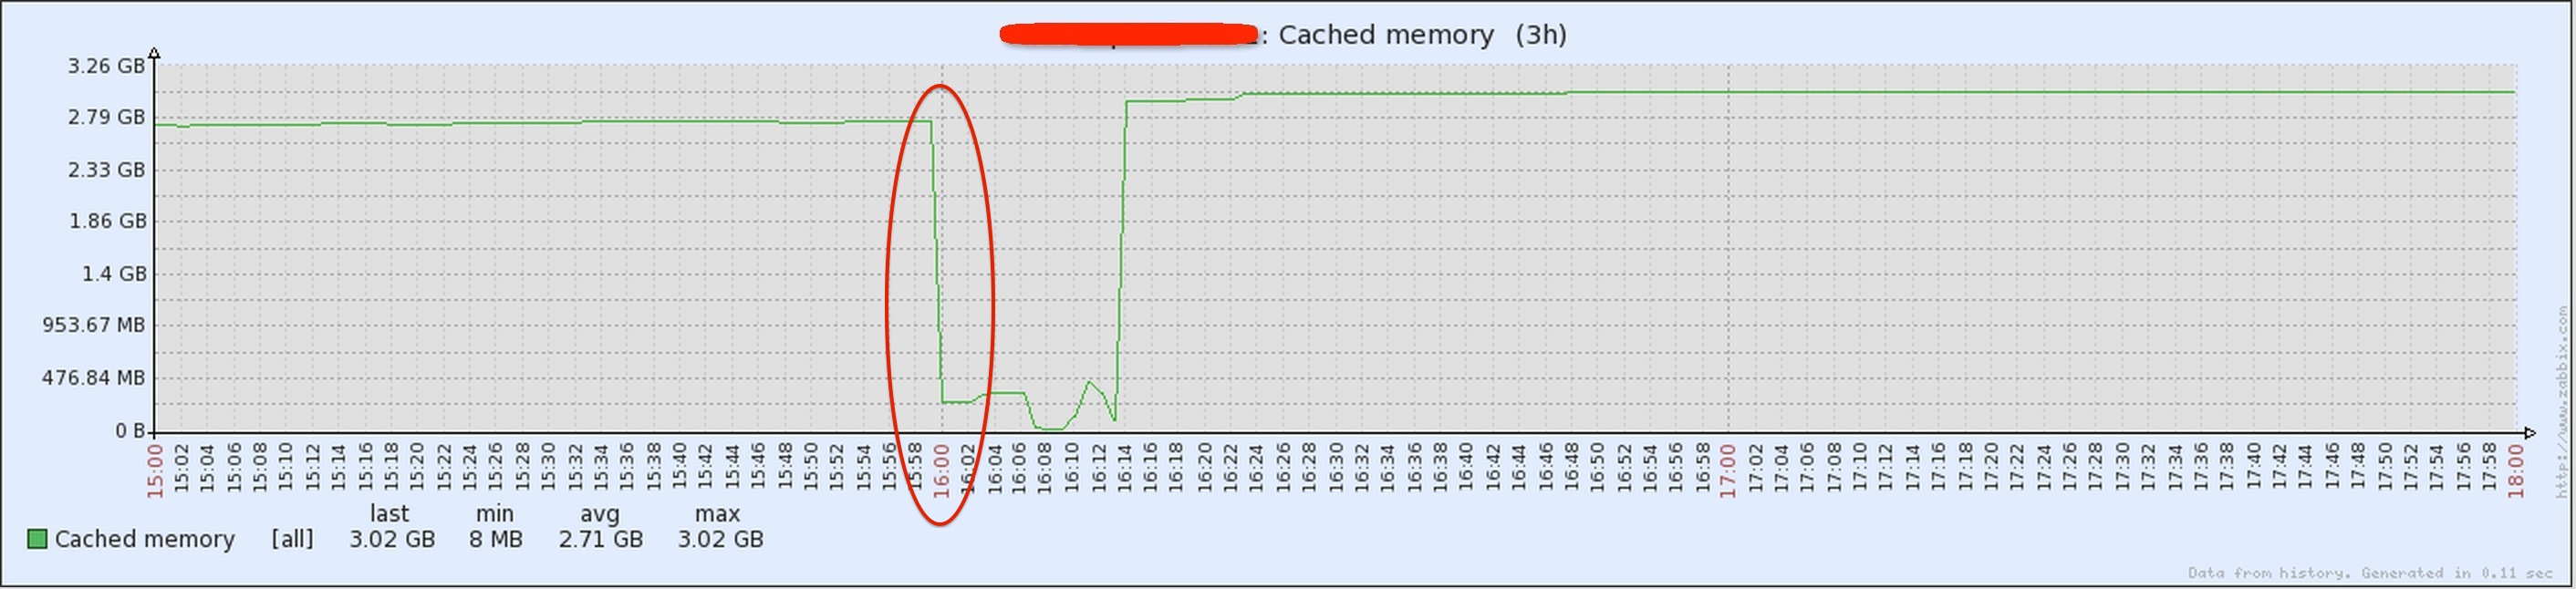 : Cached memory (3h)
3.26 GB
2.79 GB
2.33 GB
1.86 GB
1.4 GB
953.67 MB
476.84 MB
0 B
15:00 15:02 15:04 15:06 15:08 15:10 15:12 15:14 15:16 15:18 15:20 15:22 15:24 15:26 15:28 15:30 15:32 15:34 15:36 15:38 15:40 15:42 15:44 15:46 15:48 15:50 15:52 15:54 15:56 15:58 16:00 16:02 16:04 16:06 16:08 16:10 16:12 16:14 16:16 16:18 16:20 16:22 16:24 16:26 16:28 16:30 16:32 16:34 16:36 16:38 16:40 16:42 16:44 16:46 16:48 16:50 16:52 16:54 16:56 16:58 17:00 17:02 17:04 17:06 17:08 17:10 17:12 17:14 17:16 17:18 17:20 17:22 17:24 17:26 17:28 17:30 17:32 17:34 17:36 17:38 17:40 17:42 17:44 17:46 17:48 17:50 17:52 17:54 17:56 17:58 18:00
last min avg max
Cached memory [all] 3.02 GB 8 MB 2.71 GB 3.02 GB
http://www.zabbix.com
Data from history. Generated in 0.11 sec